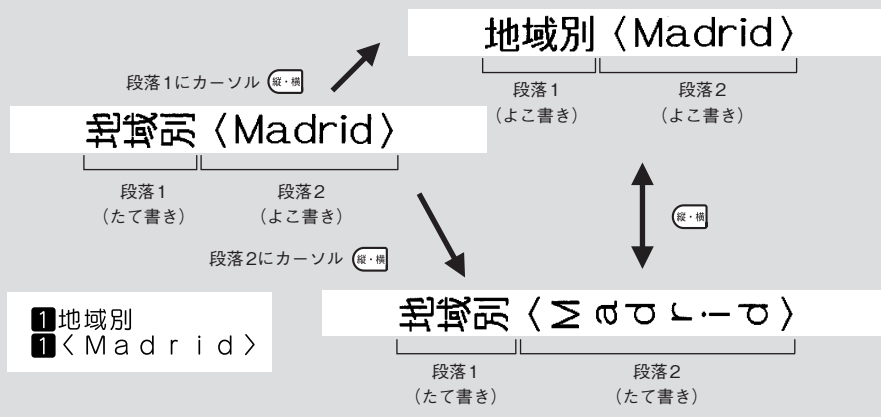 地域別〈Madrid〉
段落1
（よこ書き）
段落2
（よこ書き）
段落1にカーソル 縦・横
地域別〈Madrid〉
段落1
（たて書き）
段落2
（よこ書き）
縦・横
段落2にカーソル 縦・横
1地域別
1〈Madrid〉
地域別〈Madrid〉
段落1
（たて書き）
段落2
（たて書き）